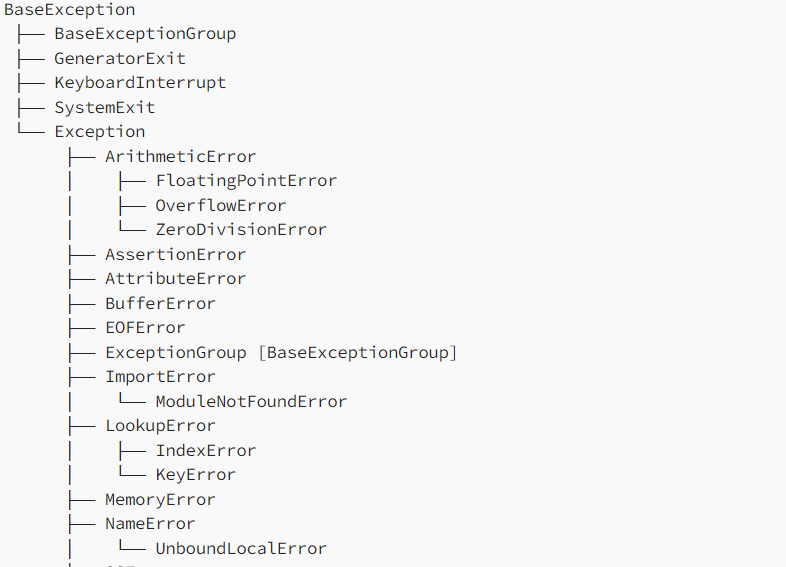 BaseException
 ├── BaseExceptionGroup
 ├── GeneratorExit
 ├── KeyboardInterrupt
 ├── SystemExit
 └── Exception
      ├── ArithmeticError
      │    ├── FloatingPointError
      │    ├── OverflowError
      │    └── ZeroDivisionError
      ├── AssertionError
      ├── AttributeError
      ├── BufferError
      ├── EOFError
      ├── ExceptionGroup [BaseExceptionGroup]
      ├── ImportError
      │    └── ModuleNotFoundError
      ├── LookupError
      │    ├── IndexError
      │    └── KeyError
      ├── MemoryError
      ├── NameError
      │    └── UnboundLocalError